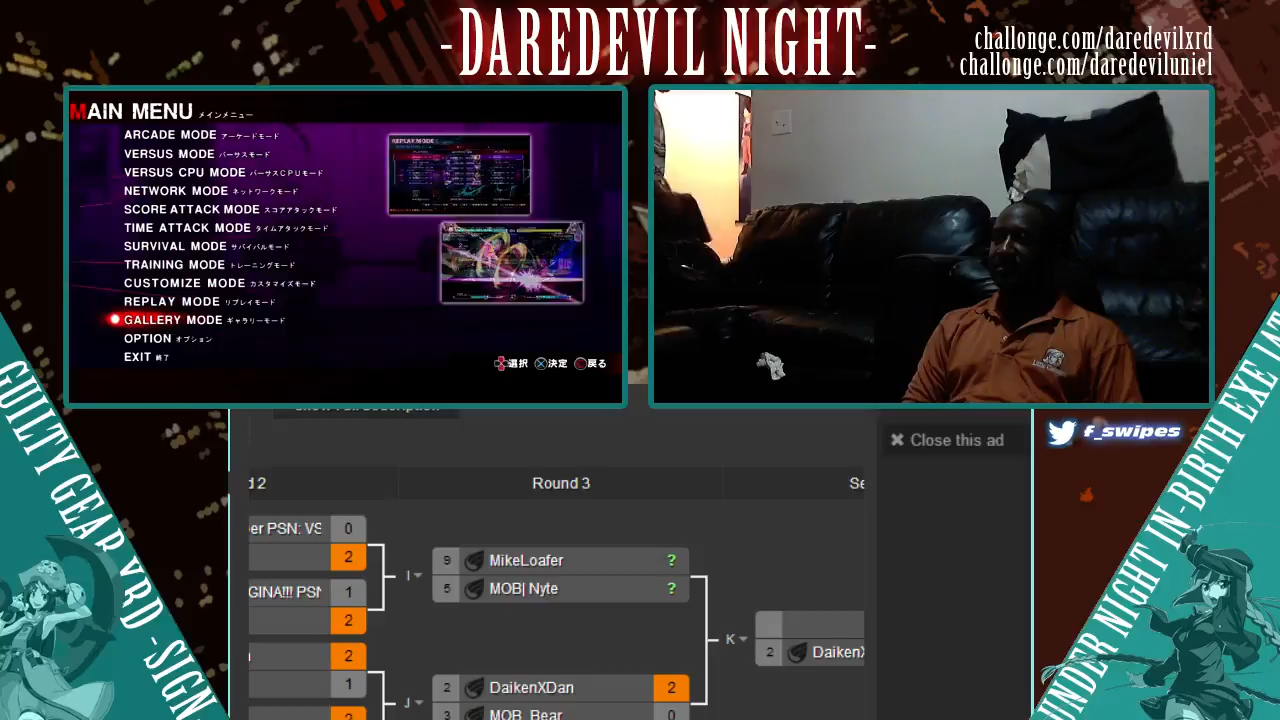 -DAREDEVIL NIGHT-
challonge.com/daredevilxrd
challonge.com/daredeviluniel
MAIN MENU メインメニュー
ARCADE MODE アーケードモード
VERSUS MODE バーサスモード
VERSUS CPU MODE バーサスCPUモード
NETWORK MODE ネットワークモード
SCORE ATTACK MODE スコアアタックモード
TIME ATTACK MODE タイムアタックモード
SURVIVAL MODE サバイバルモード
TRAINING MODE トレーニングモード
CUSTOMIZE MODE カスタマイズモード
REPLAY MODE リプレイモード
GALLERY MODE ギャラリーモード
OPTION オプション
EXIT 終了
REPLAY MODE
選択 決定 戻る
Close this ad
f_swipes
d 2
Round 3
Se
er PSN: VS 0
2
GINA!!! PSN 1
2
2
1
I
9 MikeLoafer ?
5 MOB| Nyte ?
K
2 DaikenX
J
2 DaikenXDan 2
3 MOB_Bear 0
GUILTY GEAR XRD -SIGN
UNDER NIGHT IN-BIRTH EXE LAT